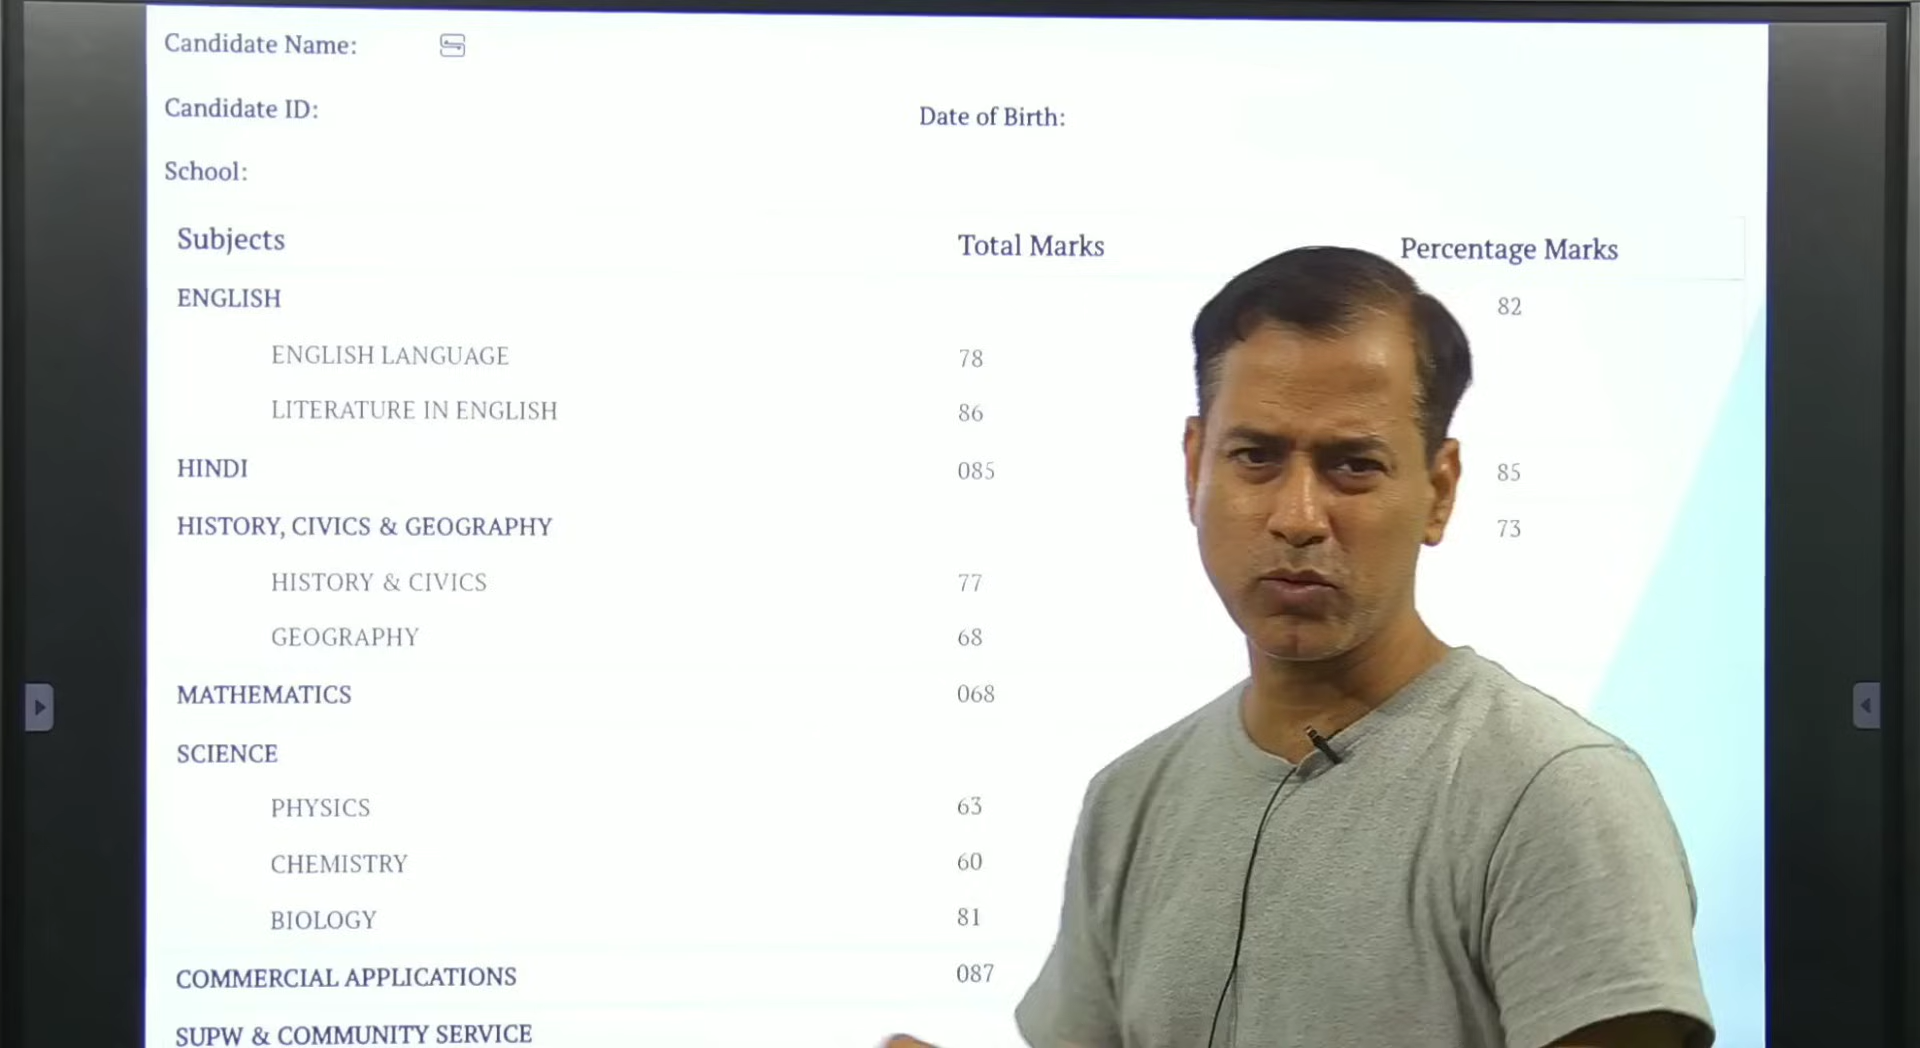 Candidate Name:
Candidate ID:
Date of Birth:
School:
Subjects Total Marks Percentage Marks
ENGLISH 82
ENGLISH LANGUAGE 78
LITERATURE IN ENGLISH 86
HINDI 085 85
HISTORY, CIVICS & GEOGRAPHY 73
HISTORY & CIVICS 77
GEOGRAPHY 68
MATHEMATICS 068
SCIENCE
PHYSICS 63
CHEMISTRY 60
BIOLOGY 81
COMMERCIAL APPLICATIONS 087
SUPW & COMMUNITY SERVICE